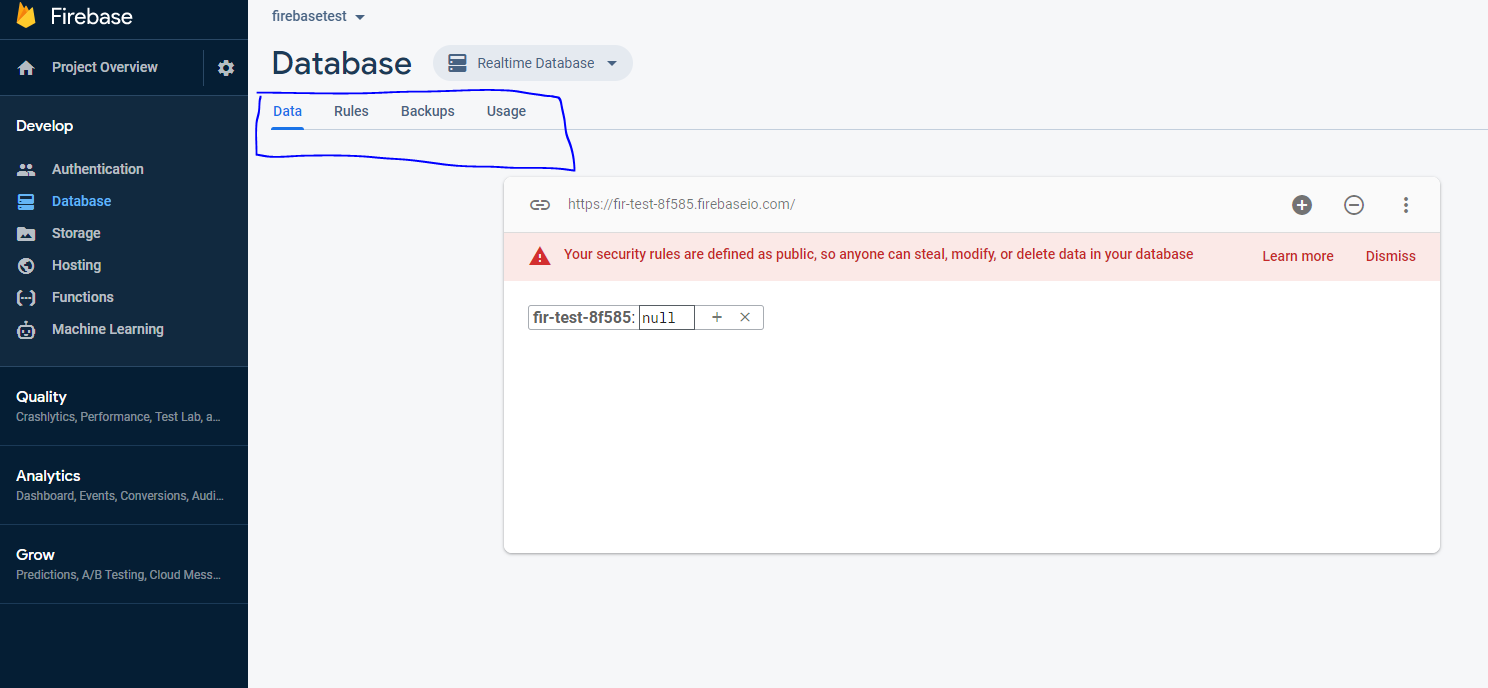 Firebase
Project Overview
Develop
Authentication
Database
Storage
Hosting
Functions
Machine Learning
Quality
Crashlytics, Performance, Test Lab, a...
Analytics
Dashboard, Events, Conversions, Audi...
Grow
Predictions, A/B Testing, Cloud Mess...
firebasetest
Database
Realtime Database
Data Rules Backups Usage
https://fir-test-8f585.firebaseio.com/
Your security rules are defined as public, so anyone can steal, modify, or delete data in your database Learn more Dismiss
fir-test-8f585: null + ×